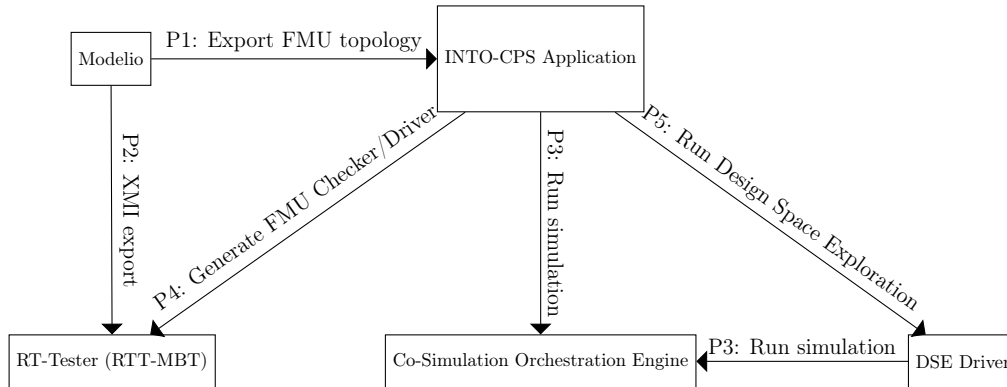 P1: Export FMU topology
Modelio
INTO-CPS Application
P2: XMI export
P4: Generate FMU Checker/Driver
P3: Run simulation
P5: Run Design Space Exploration
RT-Tester (RTT-MBT)
Co-Simulation Orchestration Engine
P3: Run simulation
DSE Driver